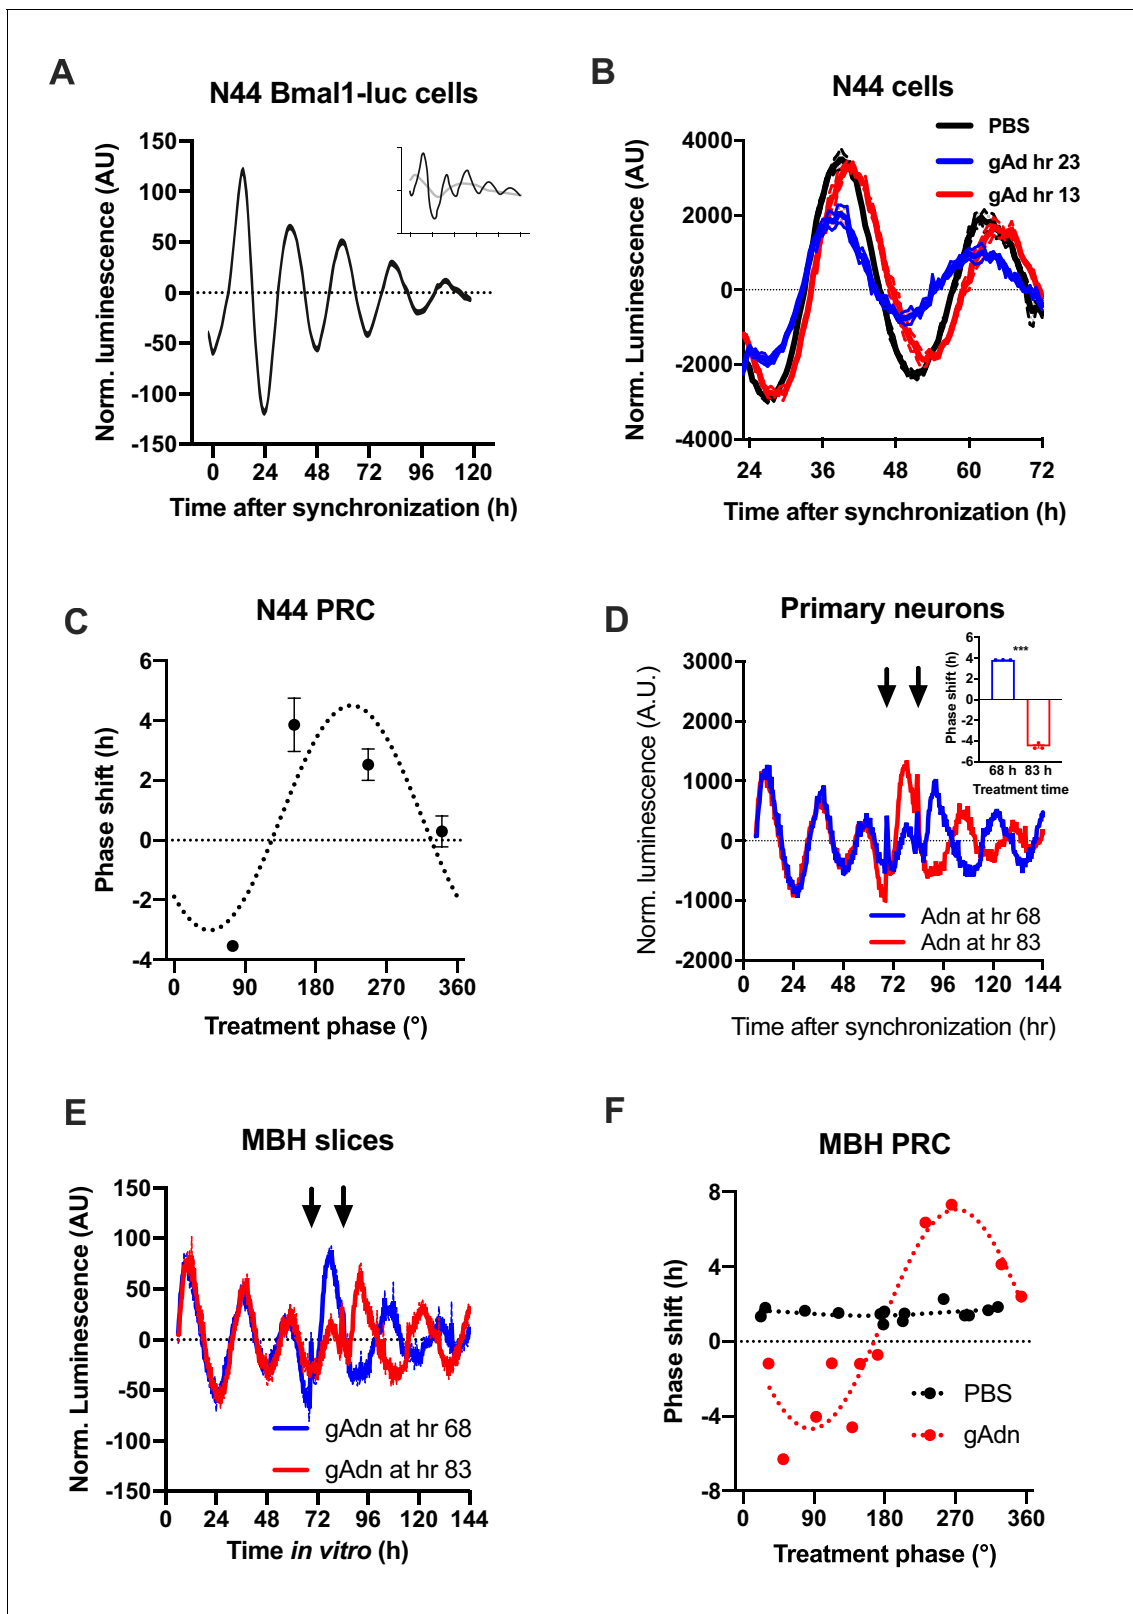 A
N44 Bmal1-luc cells
Norm. luminescence (AU)
150
100
50
0
-50
-100
-150
0 24 48 72 96 120
Time after synchronization (h)
B
N44 cells
PBS
gAd hr 23
gAd hr 13
Norm. Luminescence (AU)
4000
2000
0
-2000
-4000
24 36 48 60 72
Time after synchronization (h)
C
N44 PRC
Phase shift (h)
6
4
2
0
-2
-4
0 90 180 270 360
Treatment phase (°)
D
Primary neurons
Norm. luminescence (A.U.)
3000
2000
1000
0
-1000
-2000
0 24 48 72 96 120 144
Time after synchronization (hr)
Adn at hr 68
Adn at hr 83
Phase shift (h)
6
4
2
0
-2
-4
-6
***
68 h 83 h
Treatment time
E
MBH slices
Norm. Luminescence (AU)
150
100
50
0
-50
-100
-150
gAdn at hr 68
gAdn at hr 83
0 24 48 72 96 120 144
Time in vitro (h)
F
MBH PRC
Phase shift (h)
8
4
0
-4
-8
PBS
gAdn
0 90 180 270 360
Treatment phase (°)